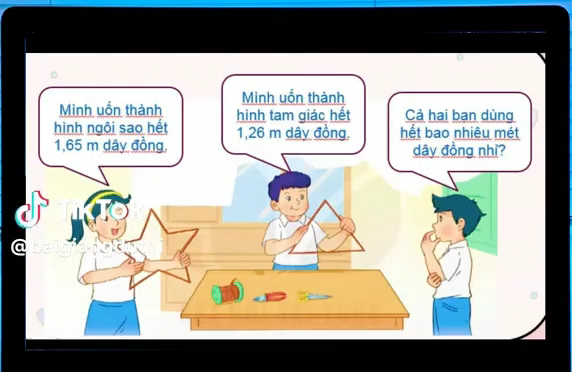 Mình uốn thành
hình ngôi sao hết
1,65 m dây đồng.
Mình uốn thành
hình tam giác hết
1,26 m dây đồng.
Cả hai bạn dùng
hết bao nhiêu mét
dây đồng nhỉ?
TikTok